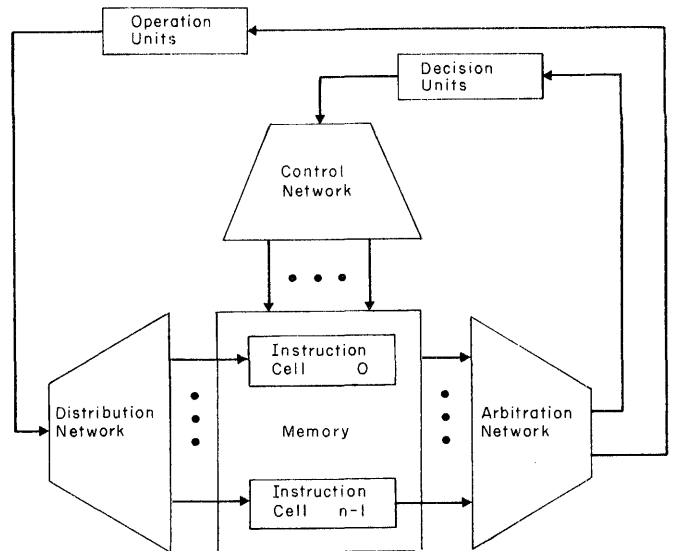 Operation
Units
Decision
Units
Control
Network
Instruction
Cell 0
Distribution
Network
Memory
Arbitration
Network
Instruction
Cell n-1